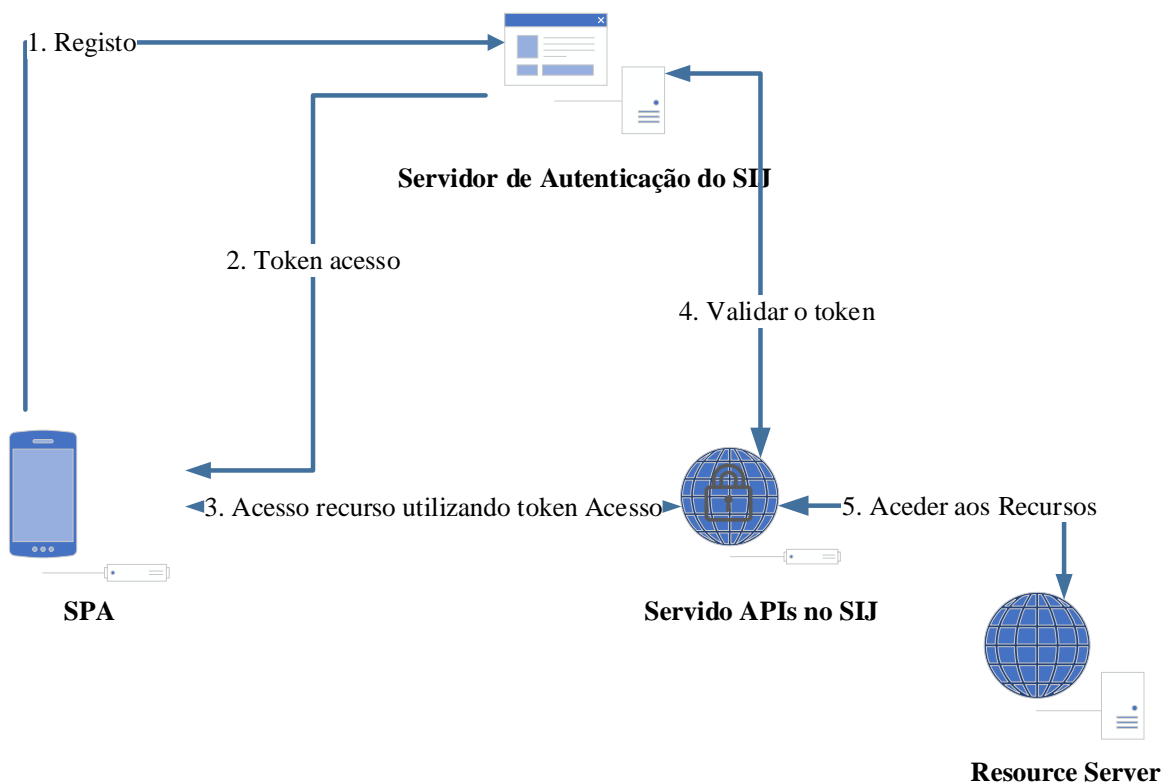 1. Registo
Servidor de Autenticação do SIJ
2. Token acesso
4. Validar o token
3. Acesso recurso utilizando token Acesso
5. Aceder aos Recursos
SPA
Servido APIs no SIJ
Resource Server